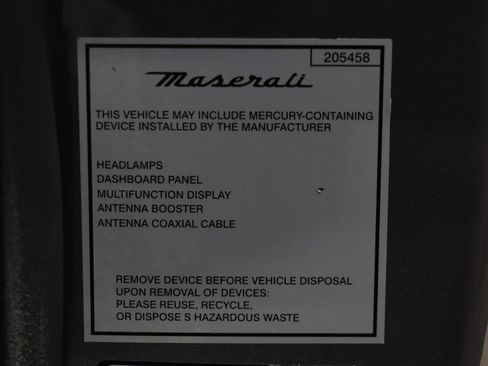 205458
Maserati
THIS VEHICLE MAY INCLUDE MERCURY-CONTAINING
DEVICE INSTALLED BY THE MANUFACTURER
HEADLAMPS
DASHBOARD PANEL
MULTIFUNCTION DISPLAY
ANTENNA BOOSTER
ANTENNA COAXIAL CABLE
REMOVE DEVICE BEFORE VEHICLE DISPOSAL
UPON REMOVAL OF DEVICES:
PLEASE REUSE, RECYCLE,
OR DISPOSE S HAZARDOUS WASTE